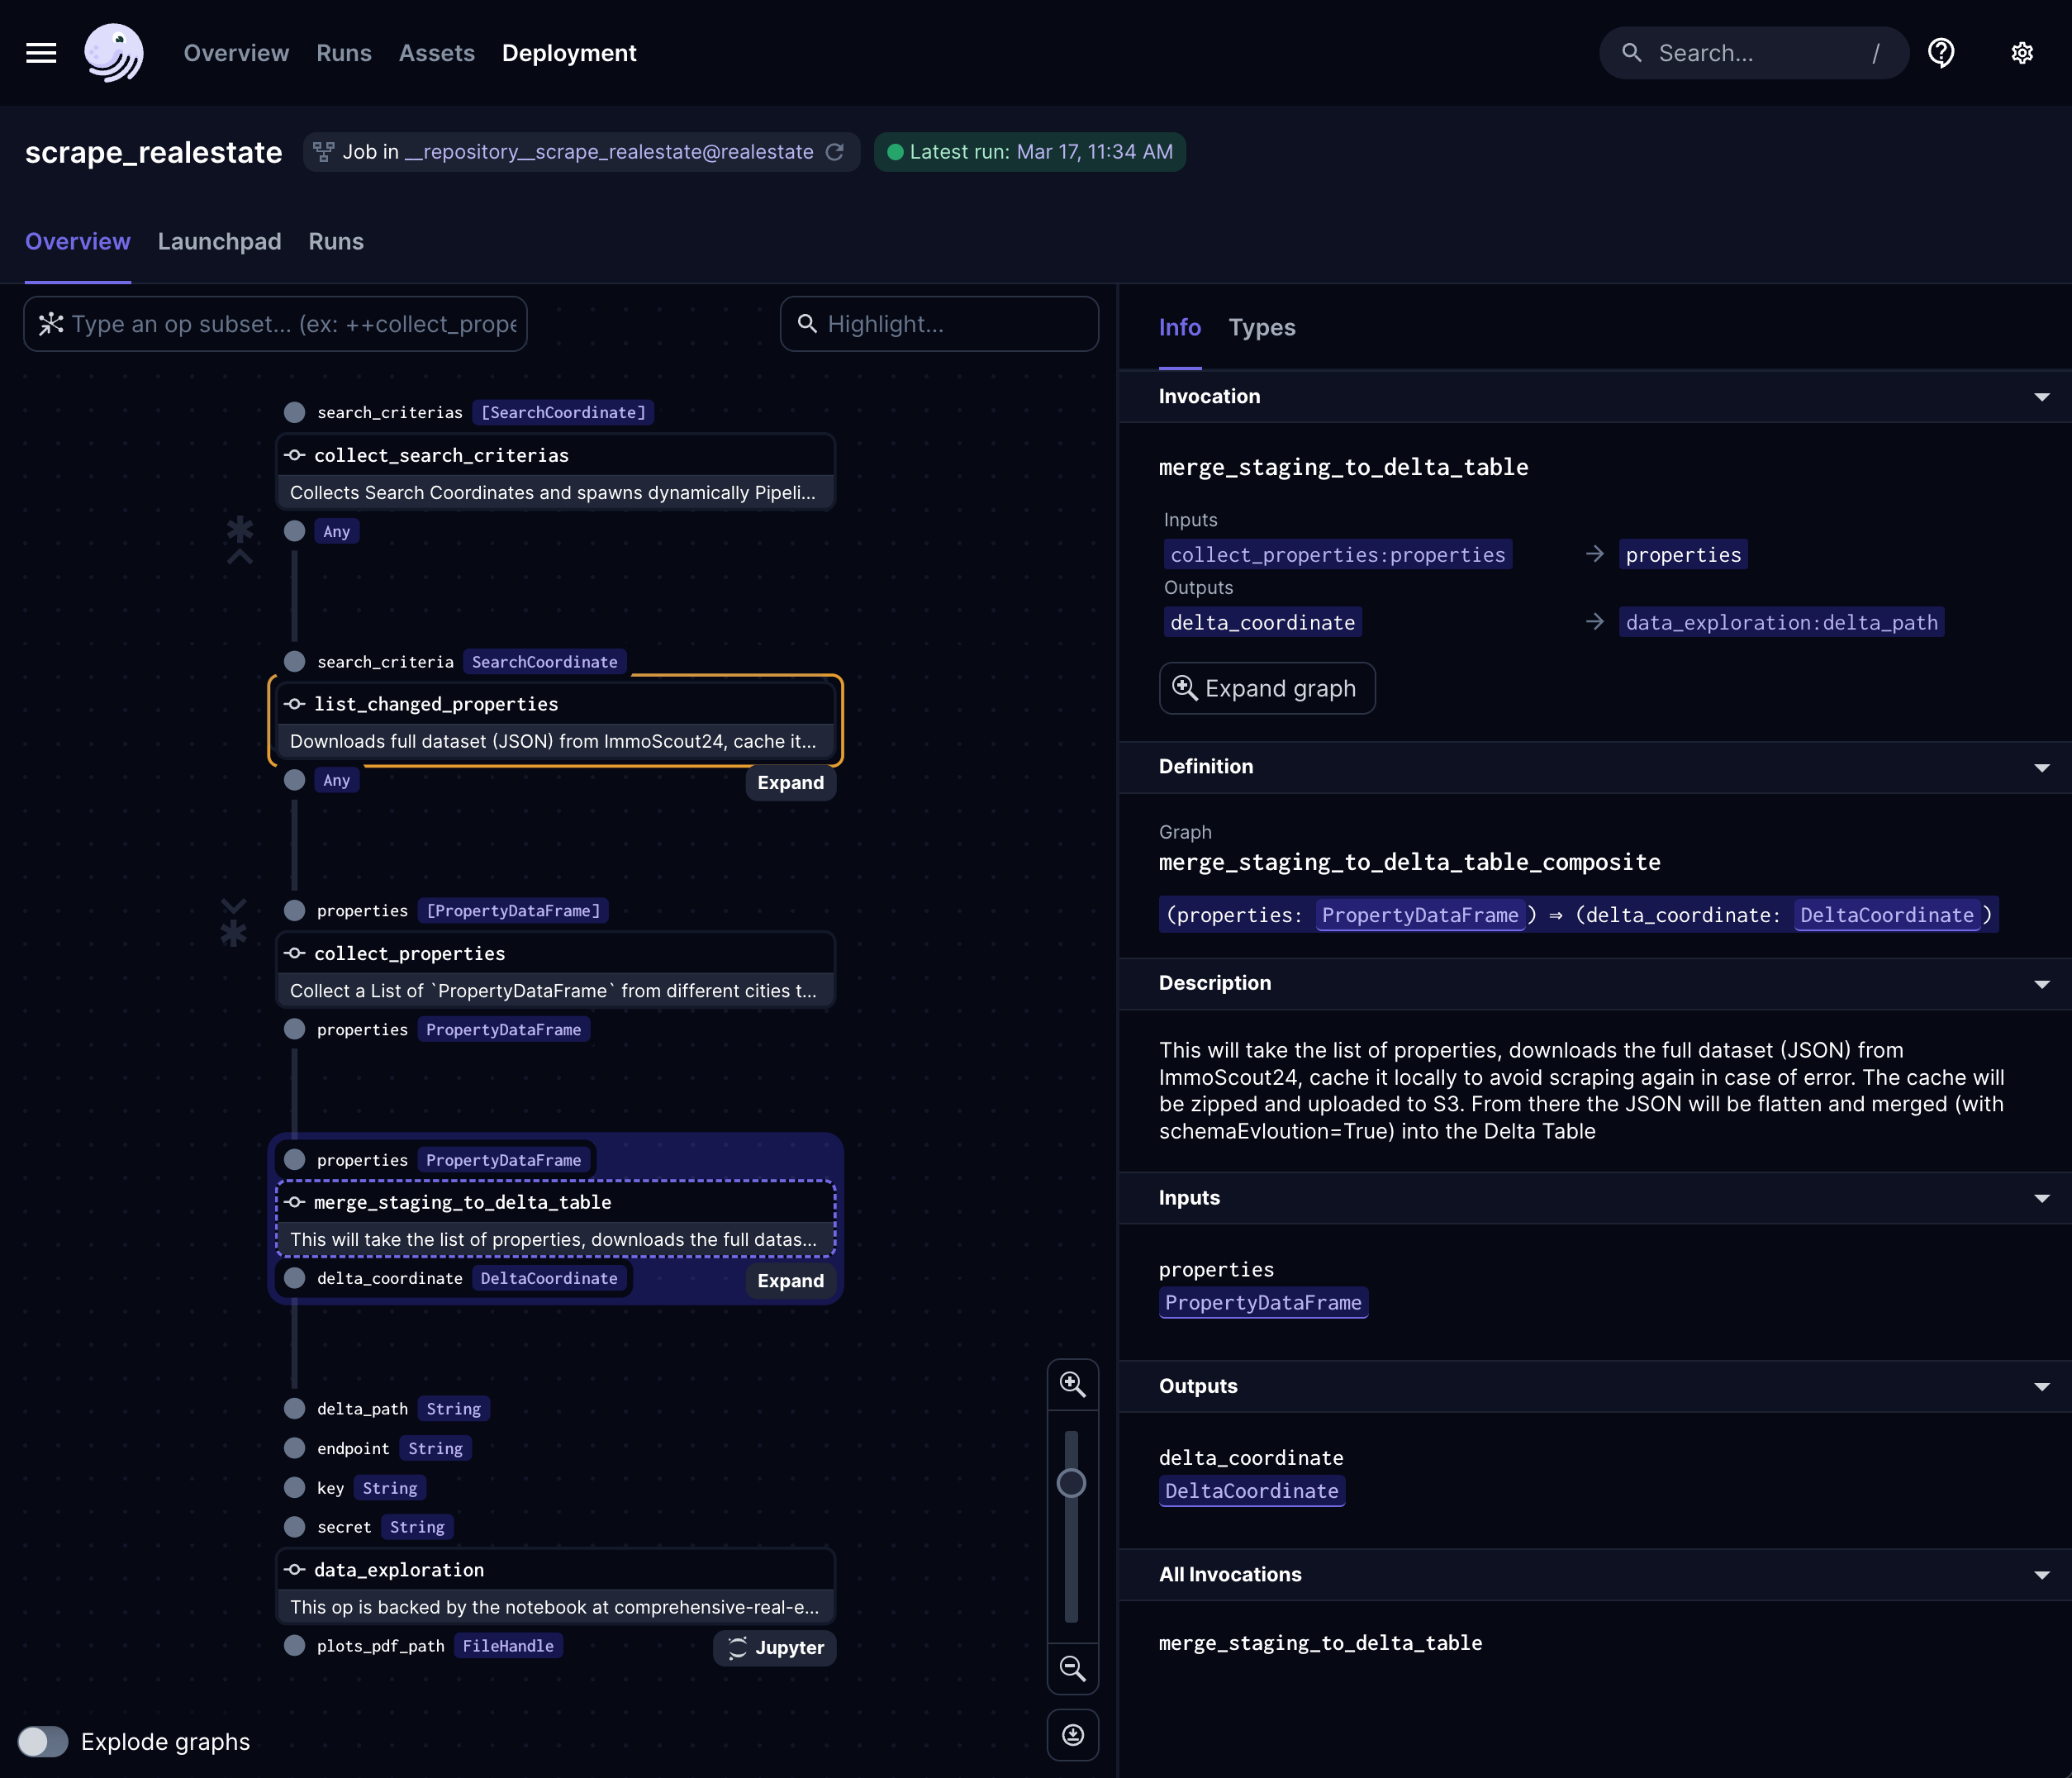 Overview Runs Assets Deployment
Search... /
scrape_realestate
Job in __repository__scrape_realestate@realestate
Latest run: Mar 17, 11:34 AM
Overview Launchpad Runs
Type an op subset... (ex: ++collect_prope
Highlight...
search_criterias [SearchCoordinate]
collect_search_criterias
Collects Search Coordinates and spawns dynamically Pipeli...
Any
search_criteria SearchCoordinate
list_changed_properties
Downloads full dataset (JSON) from ImmoScout24, cache it...
Any
Expand
properties [PropertyDataFrame]
collect_properties
Collect a List of `PropertyDataFrame` from different cities t...
properties PropertyDataFrame
properties PropertyDataFrame
merge_staging_to_delta_table
This will take the list of properties, downloads the full datas...
delta_coordinate DeltaCoordinate
Expand
delta_path String
endpoint String
key String
secret String
data_exploration
This op is backed by the notebook at comprehensive-real-e...
plots_pdf_path FileHandle
Jupyter
Explode graphs
Info Types
Invocation
merge_staging_to_delta_table
Inputs
collect_properties:properties → properties
Outputs
delta_coordinate → data_exploration:delta_path
Expand graph
Definition
Graph
merge_staging_to_delta_table_composite
(properties: PropertyDataFrame) ⇒ (delta_coordinate: DeltaCoordinate)
Description
This will take the list of properties, downloads the full dataset (JSON) from
ImmoScout24, cache it locally to avoid scraping again in case of error. The cache will
be zipped and uploaded to S3. From there the JSON will be flatten and merged (with
schemaEvloution=True) into the Delta Table
Inputs
properties
PropertyDataFrame
Outputs
delta_coordinate
DeltaCoordinate
All Invocations
merge_staging_to_delta_table